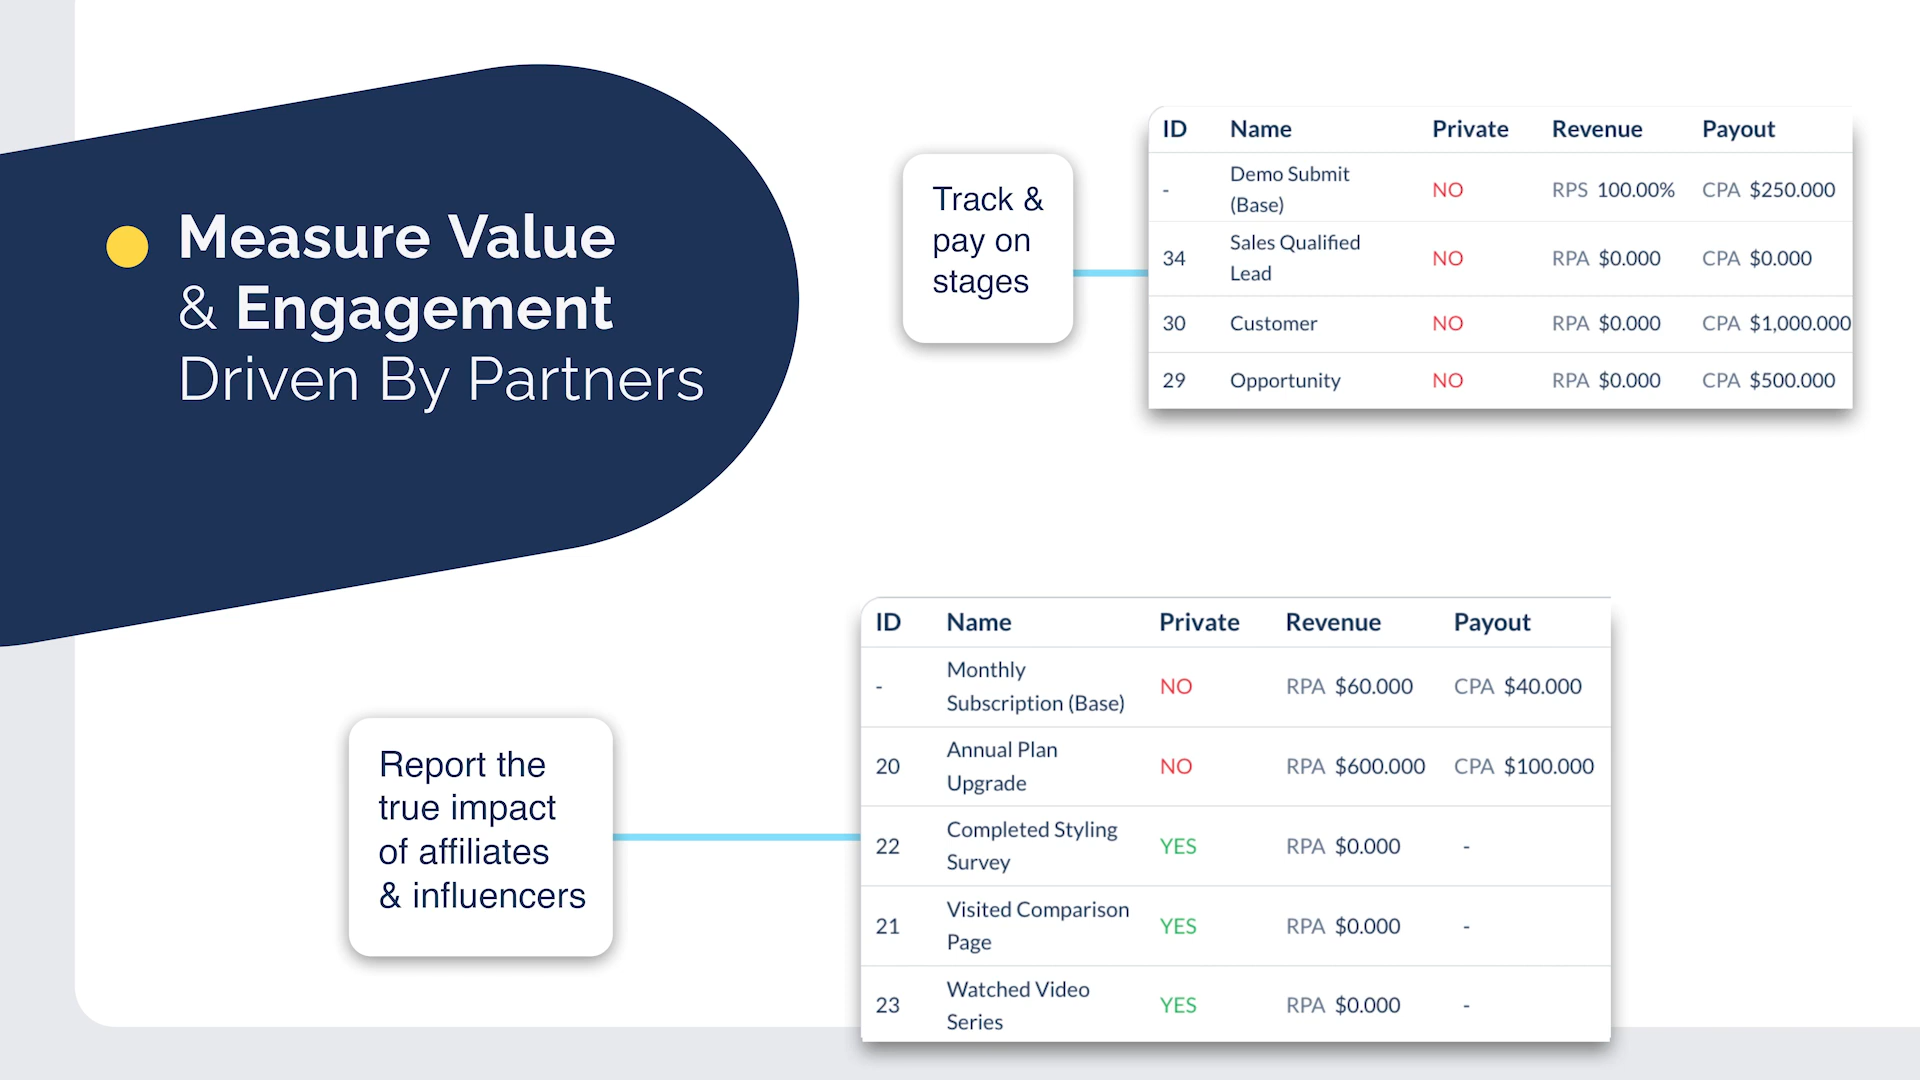 Measure Value
& Engagement
Driven By Partners
Track &
pay on
stages
ID Name Private Revenue Payout
- Demo Submit (Base) NO RPS 100.00% CPA $250.000
34 Sales Qualified Lead NO RPA $0.000 CPA $0.000
30 Customer NO RPA $0.000 CPA $1,000.000
29 Opportunity NO RPA $0.000 CPA $500.000
Report the
true impact
of affiliates
& influencers
ID Name Private Revenue Payout
- Monthly Subscription (Base) NO RPA $60.000 CPA $40.000
20 Annual Plan Upgrade NO RPA $600.000 CPA $100.000
22 Completed Styling Survey YES RPA $0.000 -
21 Visited Comparison Page YES RPA $0.000 -
23 Watched Video Series YES RPA $0.000 -